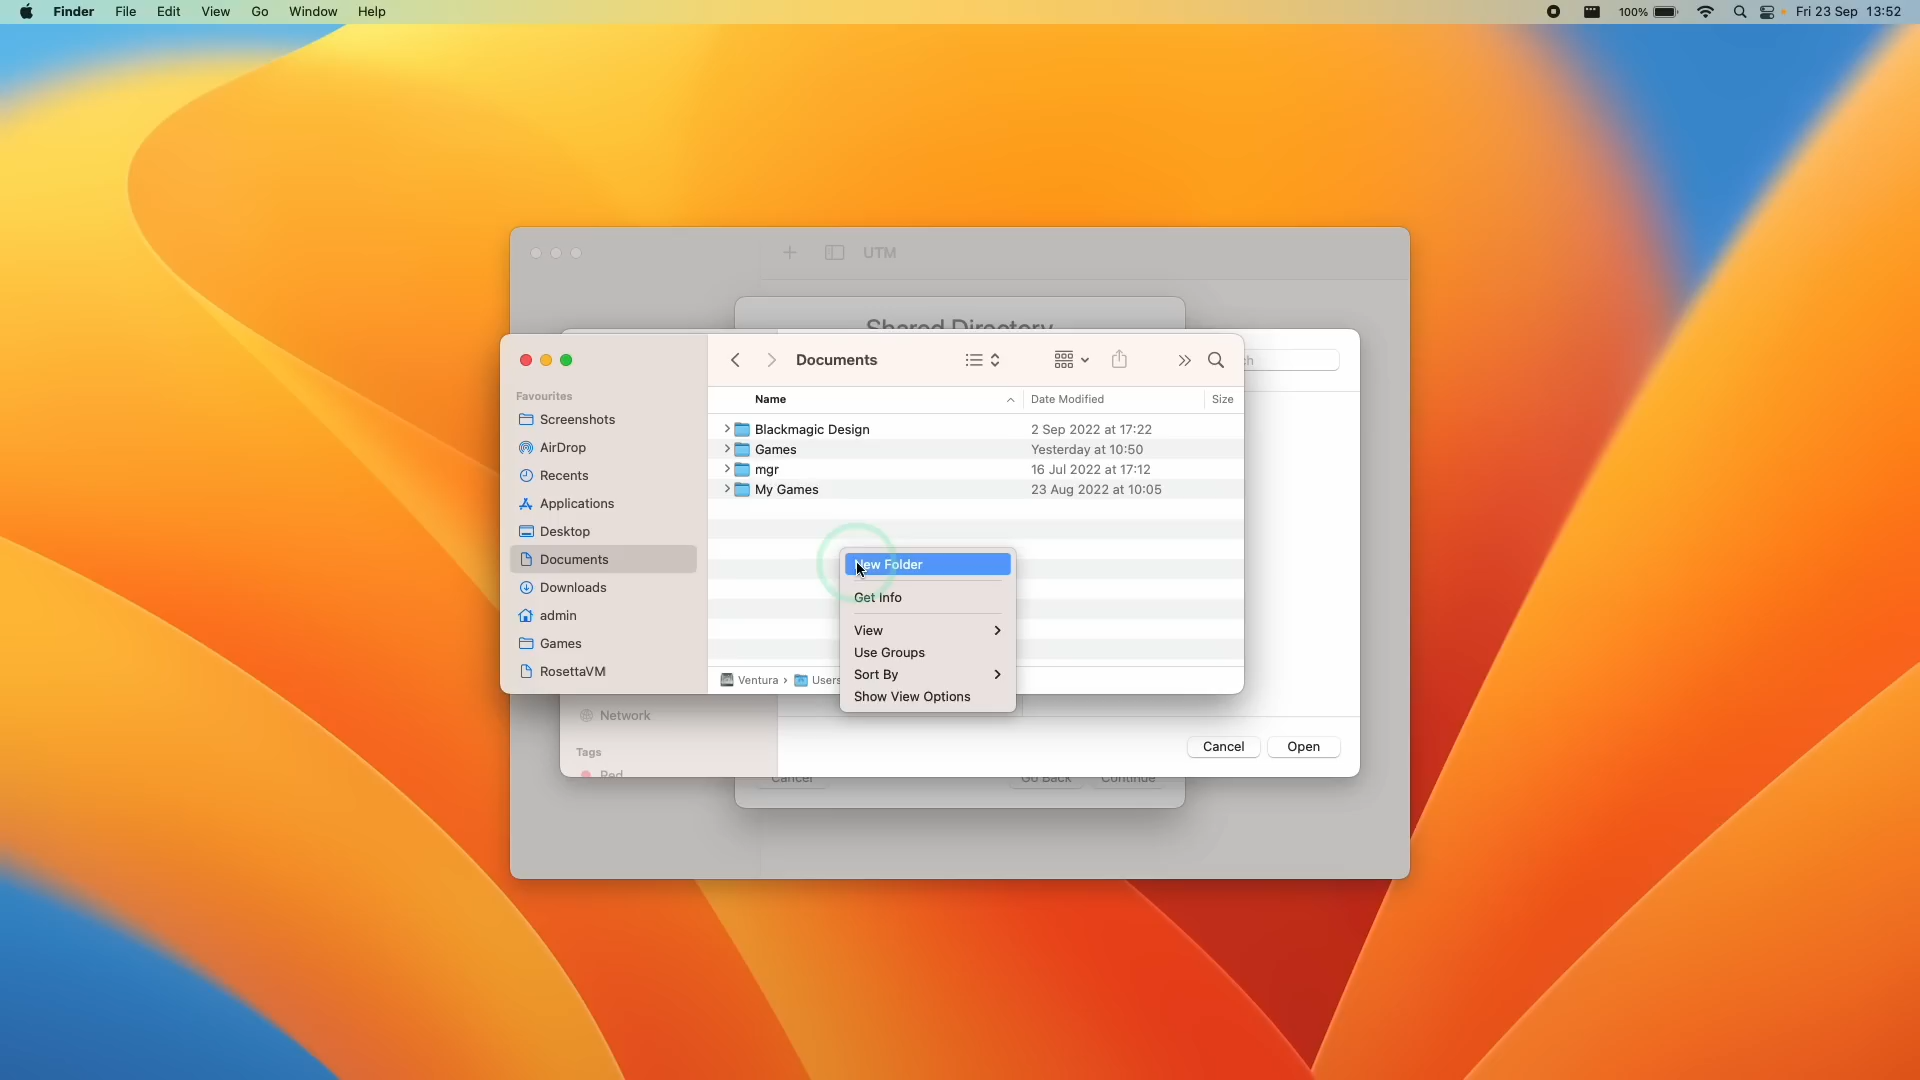 Finder File Edit View Go Window Help 100% Fri 23 Sep 13:52
UTM
Shared Directory
Documents
Favourites
Name Date Modified Size
Screenshots
AirDrop
Recents
Applications
Desktop
Documents
Downloads
admin
Games
RosettaVM
Blackmagic Design 2 Sep 2022 at 17:22
Games Yesterday at 10:50
mgr 16 Jul 2022 at 17:12
My Games 23 Aug 2022 at 10:05
New Folder
Get Info
View
Use Groups
Sort By
Show View Options
Ventura › Users
Network
Tags
Red
Cancel Open
Cancel Go Back Continue